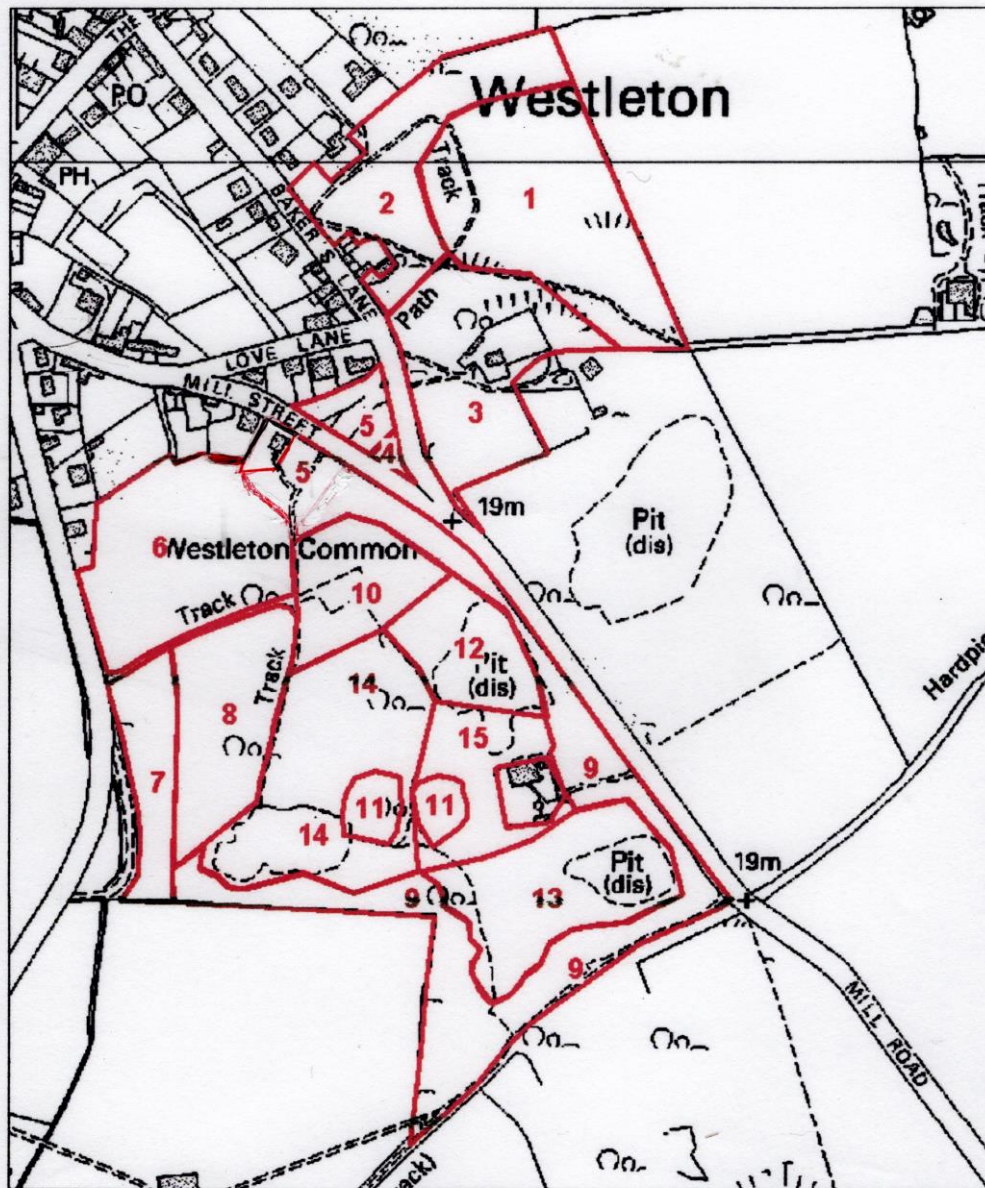 THE
PO
Westleton
PH
BAKER'S LANE
Track
2
1
Path
LOVE LANE
MILL STREET
3
5
4
5
19m
Pit
(dis)
6
Westleton Common
Track
10
12
Pit
(dis)
Track
14
8
15
7
9
11
11
14
Pit
(dis)
19m
9
13
9
MILL ROAD